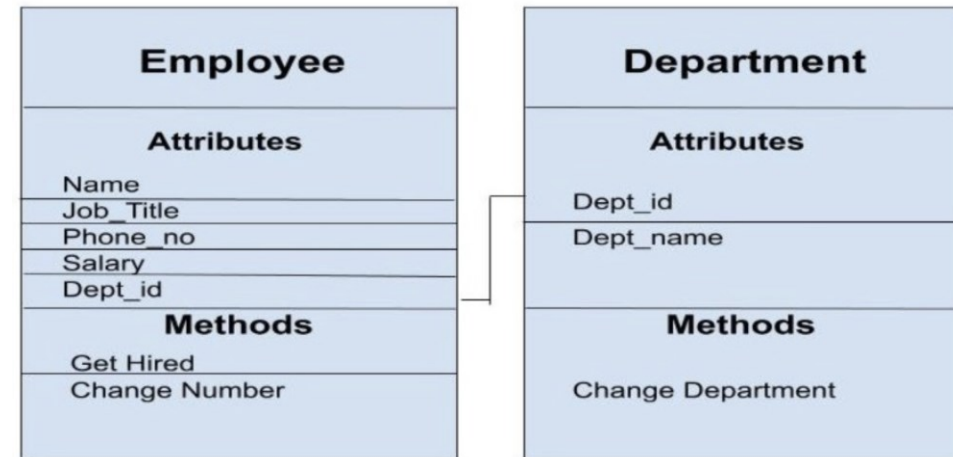 Employee
Attributes
Name
Job_Title
Phone_no
Salary
Dept_id
Methods
Get Hired
Change Number
Department
Attributes
Dept_id
Dept_name
Methods
Change Department